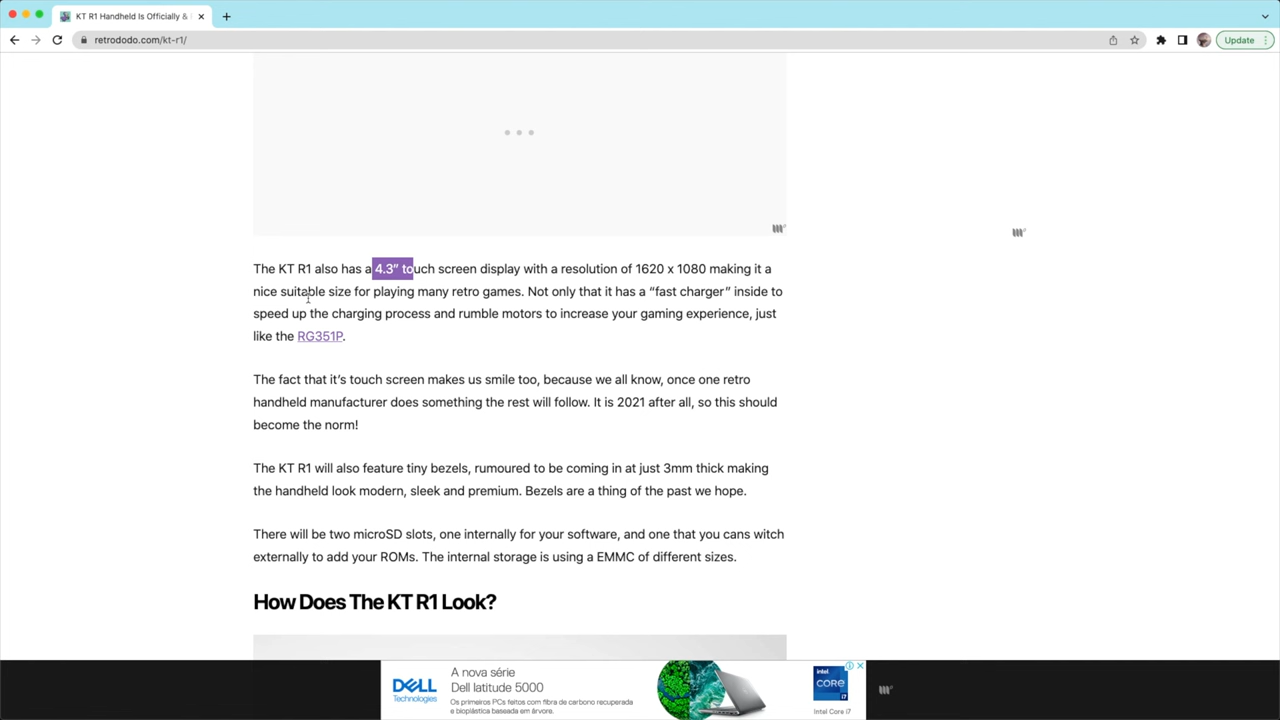 KT R1 Handheld Is Officially &
retrododo.com/kt-r1/
Update
The KT R1 also has a 4.3” touch screen display with a resolution of 1620 x 1080 making it a
nice suitable size for playing many retro games. Not only that it has a “fast charger” inside to
speed up the charging process and rumble motors to increase your gaming experience, just
like the RG351P.
The fact that it’s touch screen makes us smile too, because we all know, once one retro
handheld manufacturer does something the rest will follow. It is 2021 after all, so this should
become the norm!
The KT R1 will also feature tiny bezels, rumoured to be coming in at just 3mm thick making
the handheld look modern, sleek and premium. Bezels are a thing of the past we hope.
There will be two microSD slots, one internally for your software, and one that you cans witch
externally to add your ROMs. The internal storage is using a EMMC of different sizes.
How Does The KT R1 Look?
DELL
Technologies
A nova série
Dell latitude 5000
Os primeiros PCs feitos com fibra de carbono recuperada
e bioplástica baseada em árvore.
intel
CORE
i7
Intel Core i7